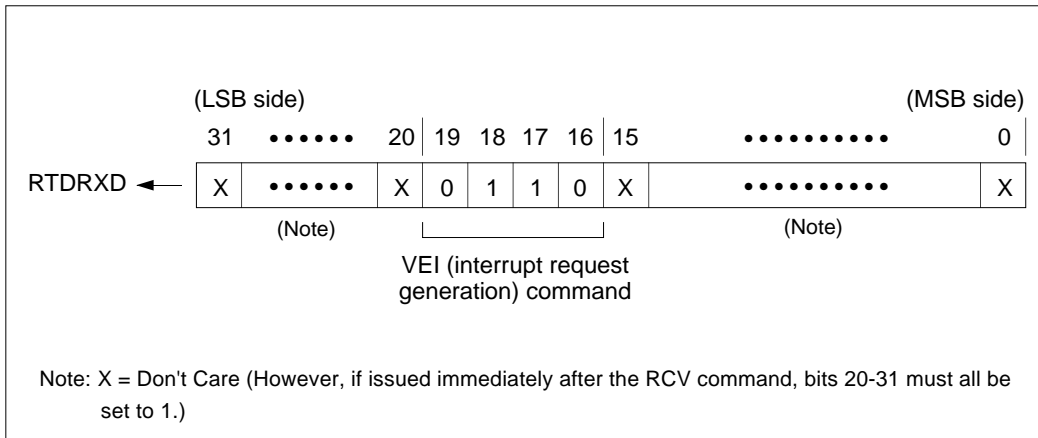 (LSB side) (MSB side)
31 •••••• 20 19 18 17 16 15 •••••••••• 0
RTDRXD X •••••• X 0 1 1 0 X •••••••••• X
(Note) (Note)
VEI (interrupt request
generation) command
Note: X = Don't Care (However, if issued immediately after the RCV command, bits 20-31 must all be
set to 1.)